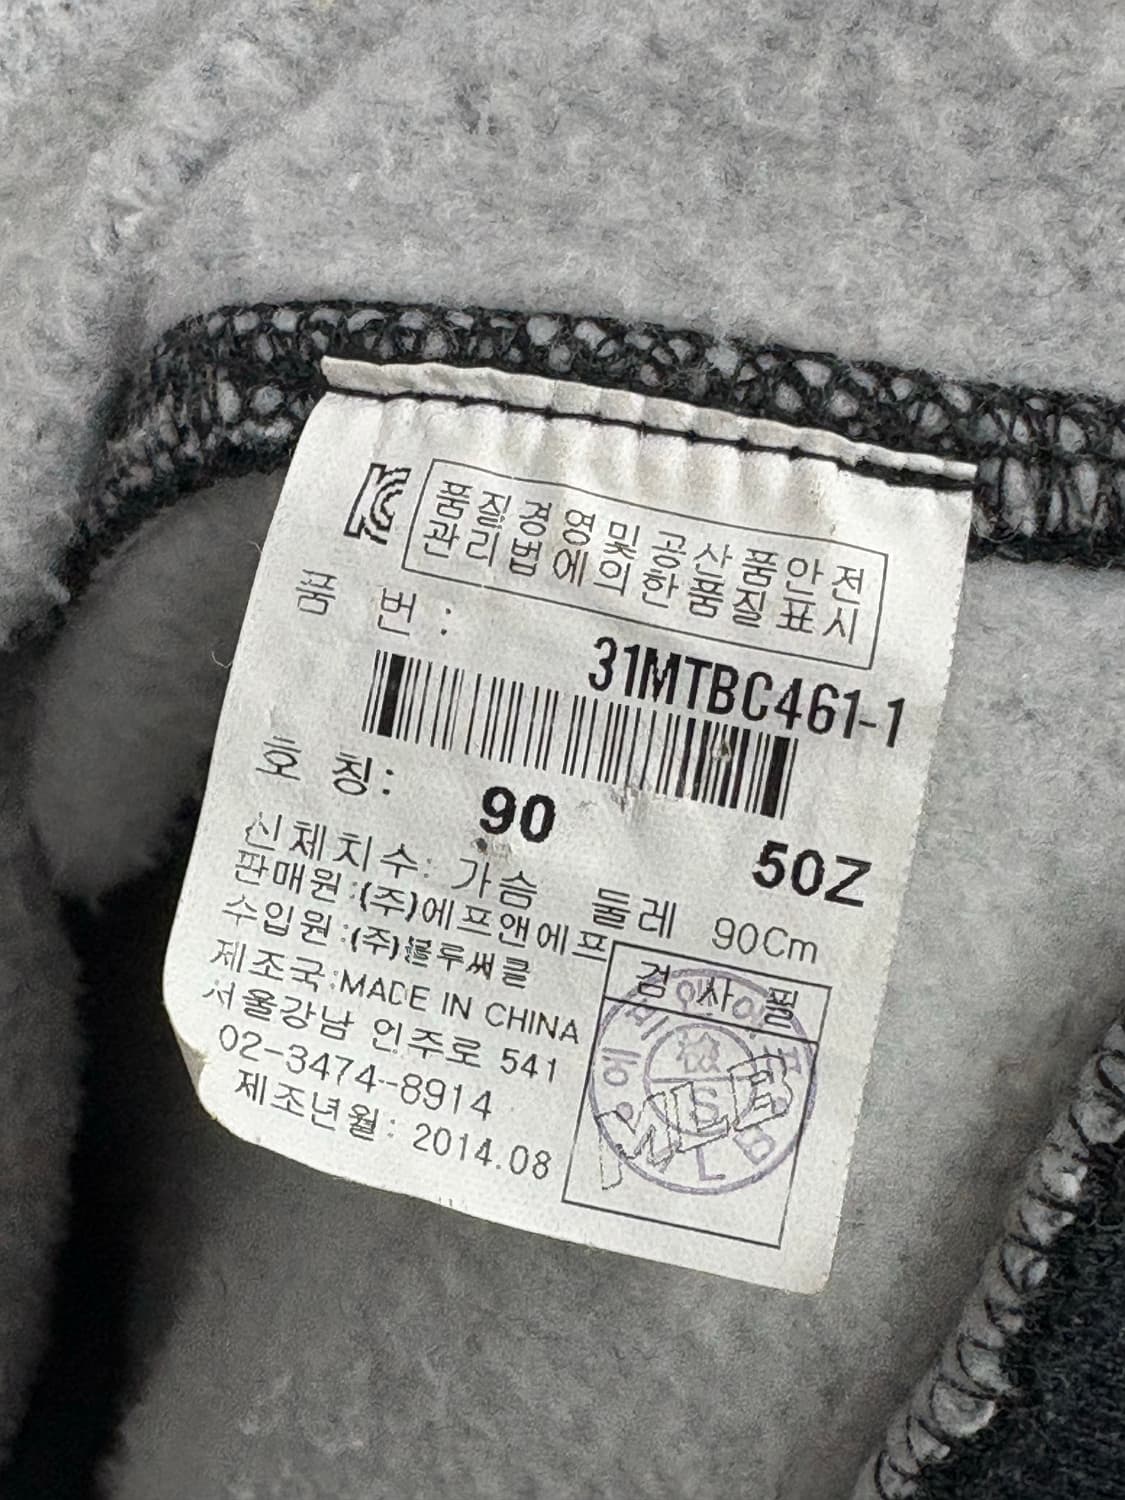 품질경영및공산품안전
관리법에의한품질표시
품 번 :
31MTBC461-1
호 칭: 90 50Z
신체치수: 가슴 둘레 90Cm
판매원:(주)에프앤에프
수입원:(주)블루써클
제조국:MADE IN CHINA
서울강남 언주로 541
02-3474-8914
제조년월: 2014.08
검 사 필
檢
MLB
MLB